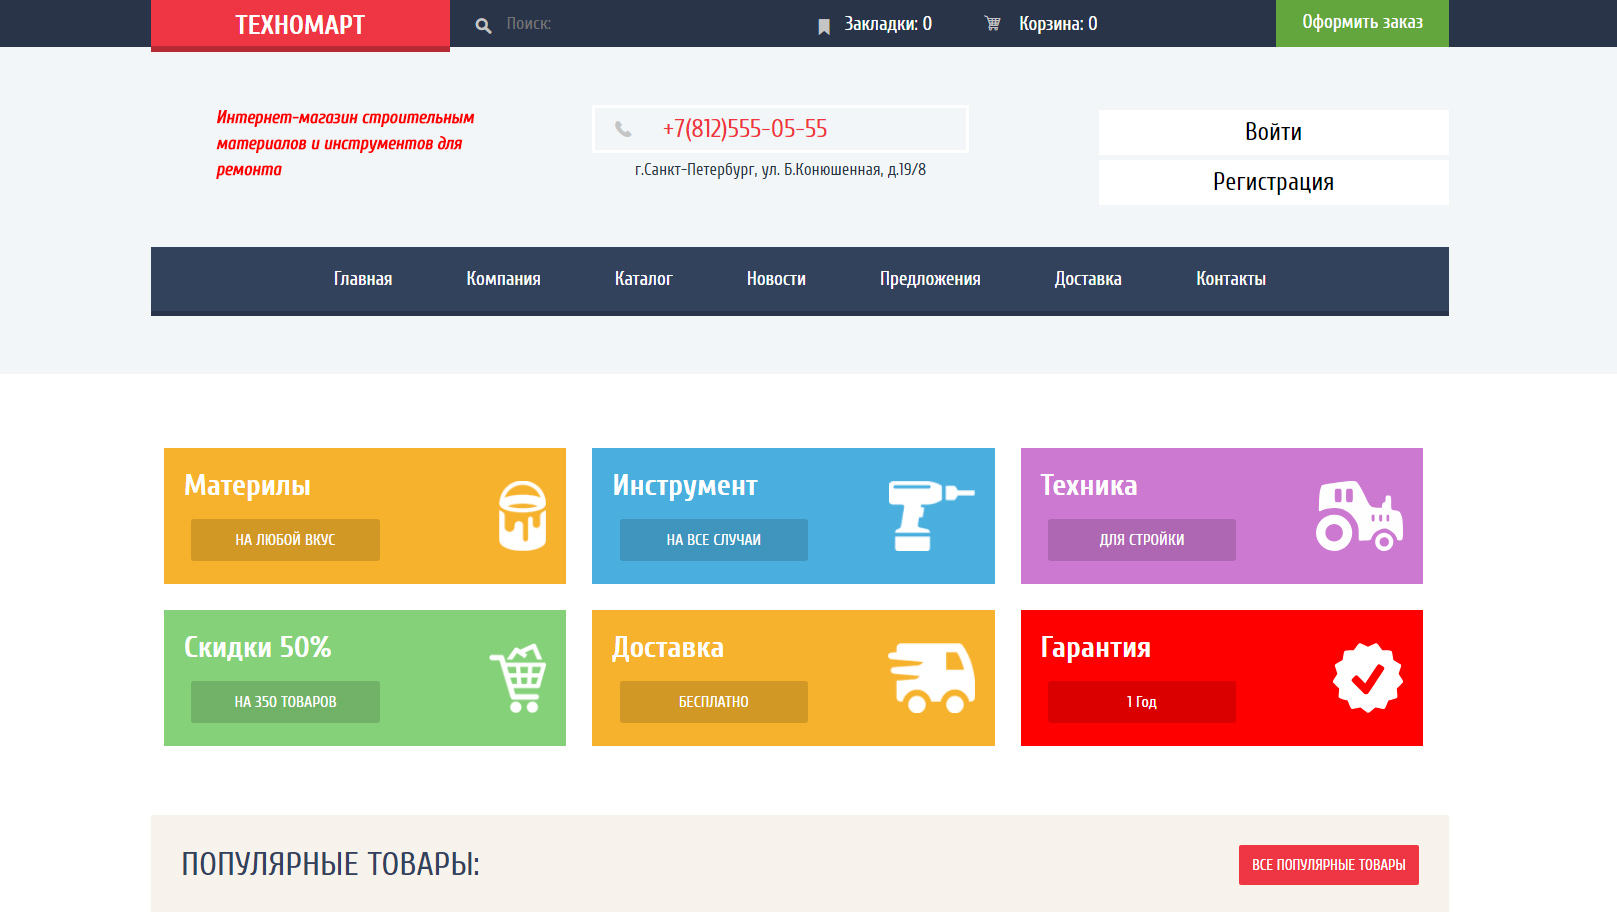 ТЕХНОМАРТ
Поиск:
Закладки: 0
Корзина: 0
Оформить заказ
Интернет-магазин строительным
материалов и инструментов для
ремонта
+7(812)555-05-55
г.Санкт-Петербург, ул. Б.Конюшенная, д.19/8
Войти
Регистрация
Главная
Компания
Каталог
Новости
Предложения
Доставка
Контакты
Материлы
НА ЛЮБОЙ ВКУС
Инструмент
НА ВСЕ СЛУЧАИ
Техника
ДЛЯ СТРОЙКИ
Скидки 50%
НА 350 ТОВАРОВ
Доставка
БЕСПЛАТНО
Гарантия
1 Год
ПОПУЛЯРНЫЕ ТОВАРЫ:
ВСЕ ПОПУЛЯРНЫЕ ТОВАРЫ